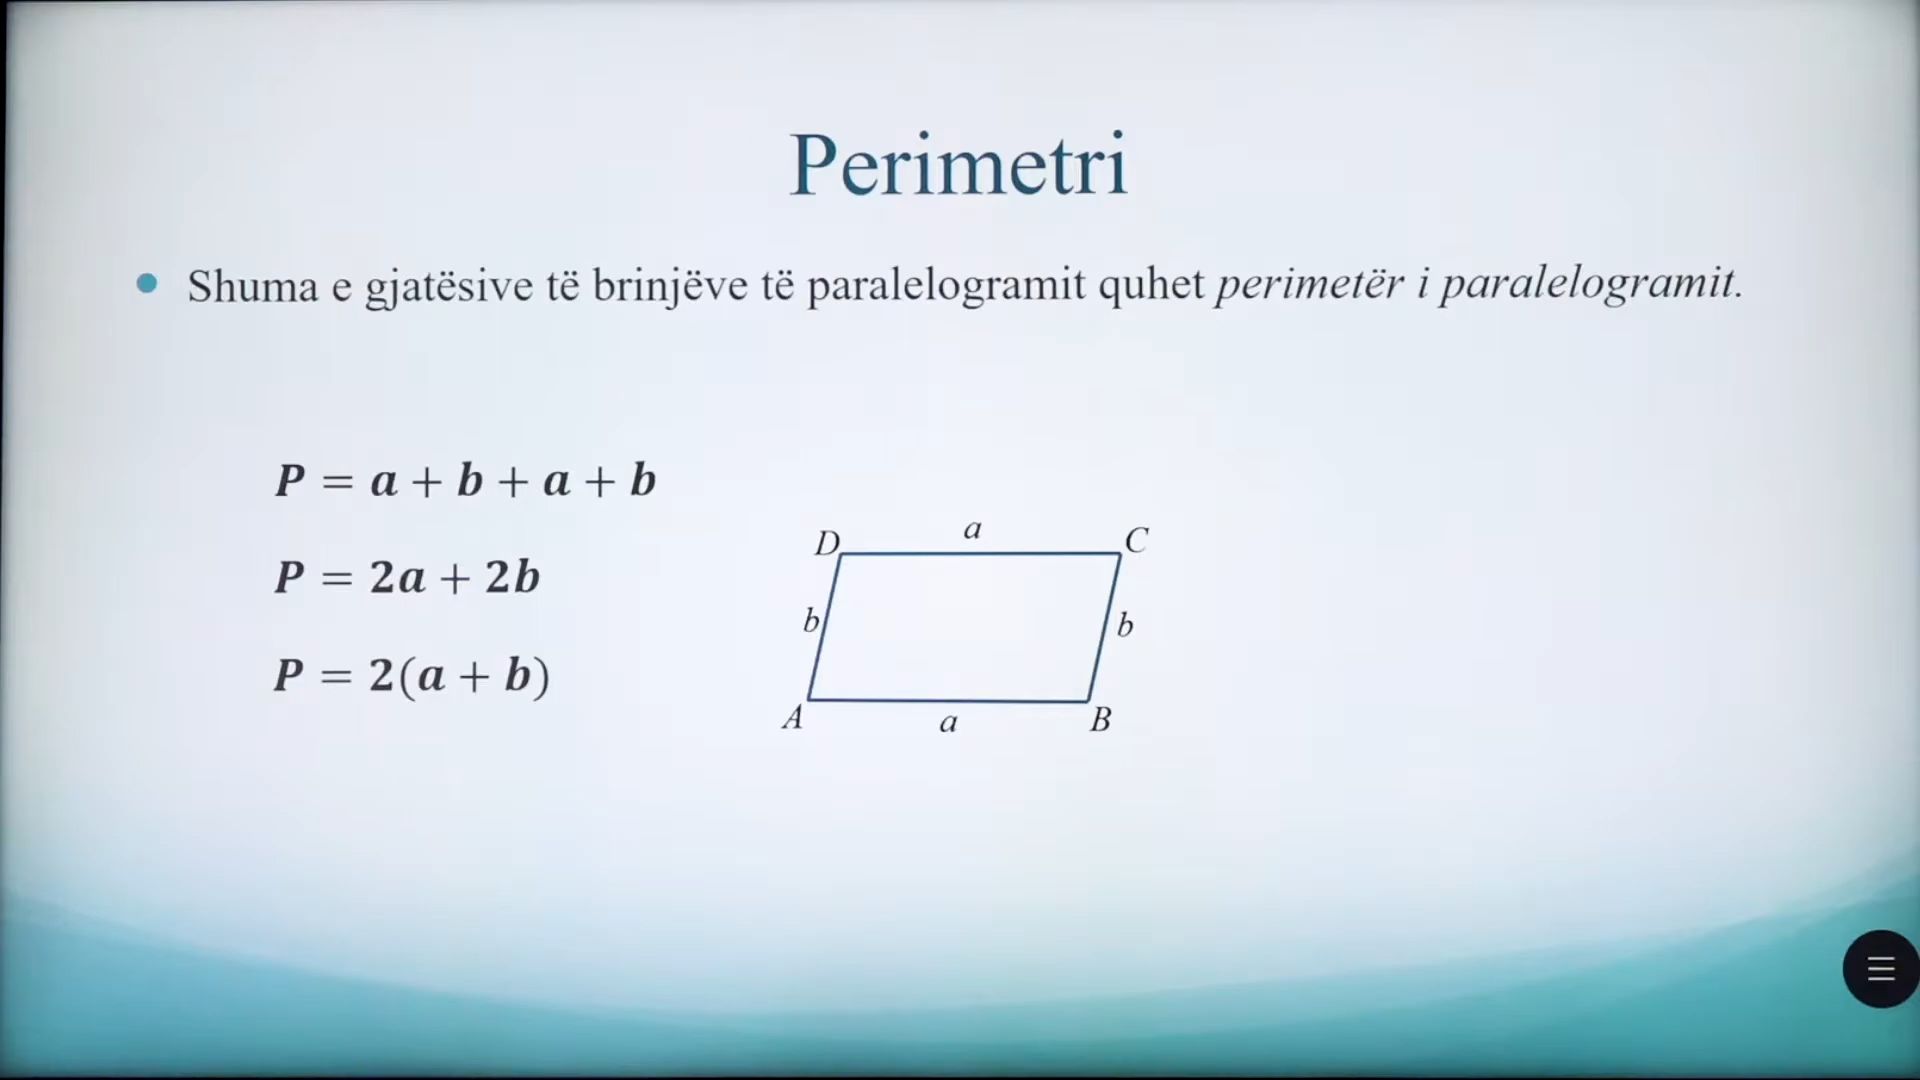 Perimetri
Shuma e gjatësive të brinjëve të paralelogramit quhet perimetër i paralelogramit.
P = a + b + a + b
P = 2a + 2b
P = 2(a + b)
D a C
b b
A a B